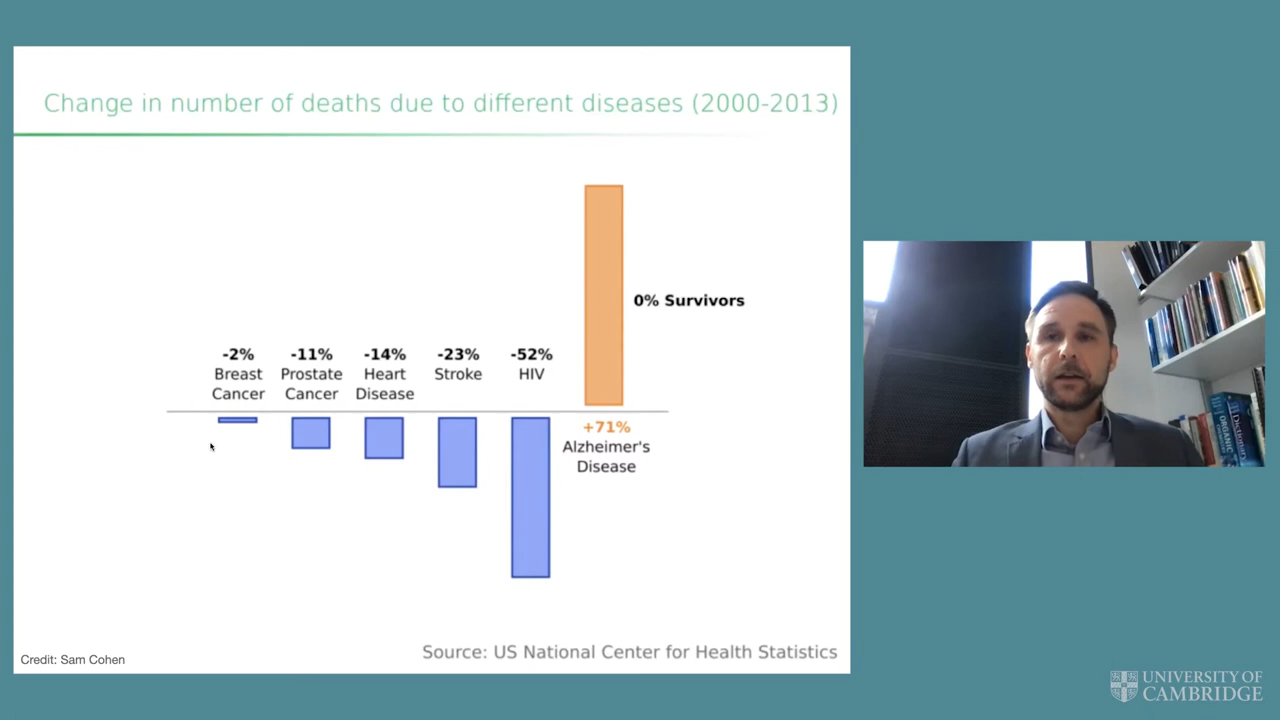 Change in number of deaths due to different diseases (2000-2013)
0% Survivors
-2%
Breast
Cancer
-11%
Prostate
Cancer
-14%
Heart
Disease
-23%
Stroke
-52%
HIV
+71%
Alzheimer's
Disease
Source: US National Center for Health Statistics
Credit: Sam Cohen
ORGANIC
Dictionary
UNIVERSITY OF
CAMBRIDGE